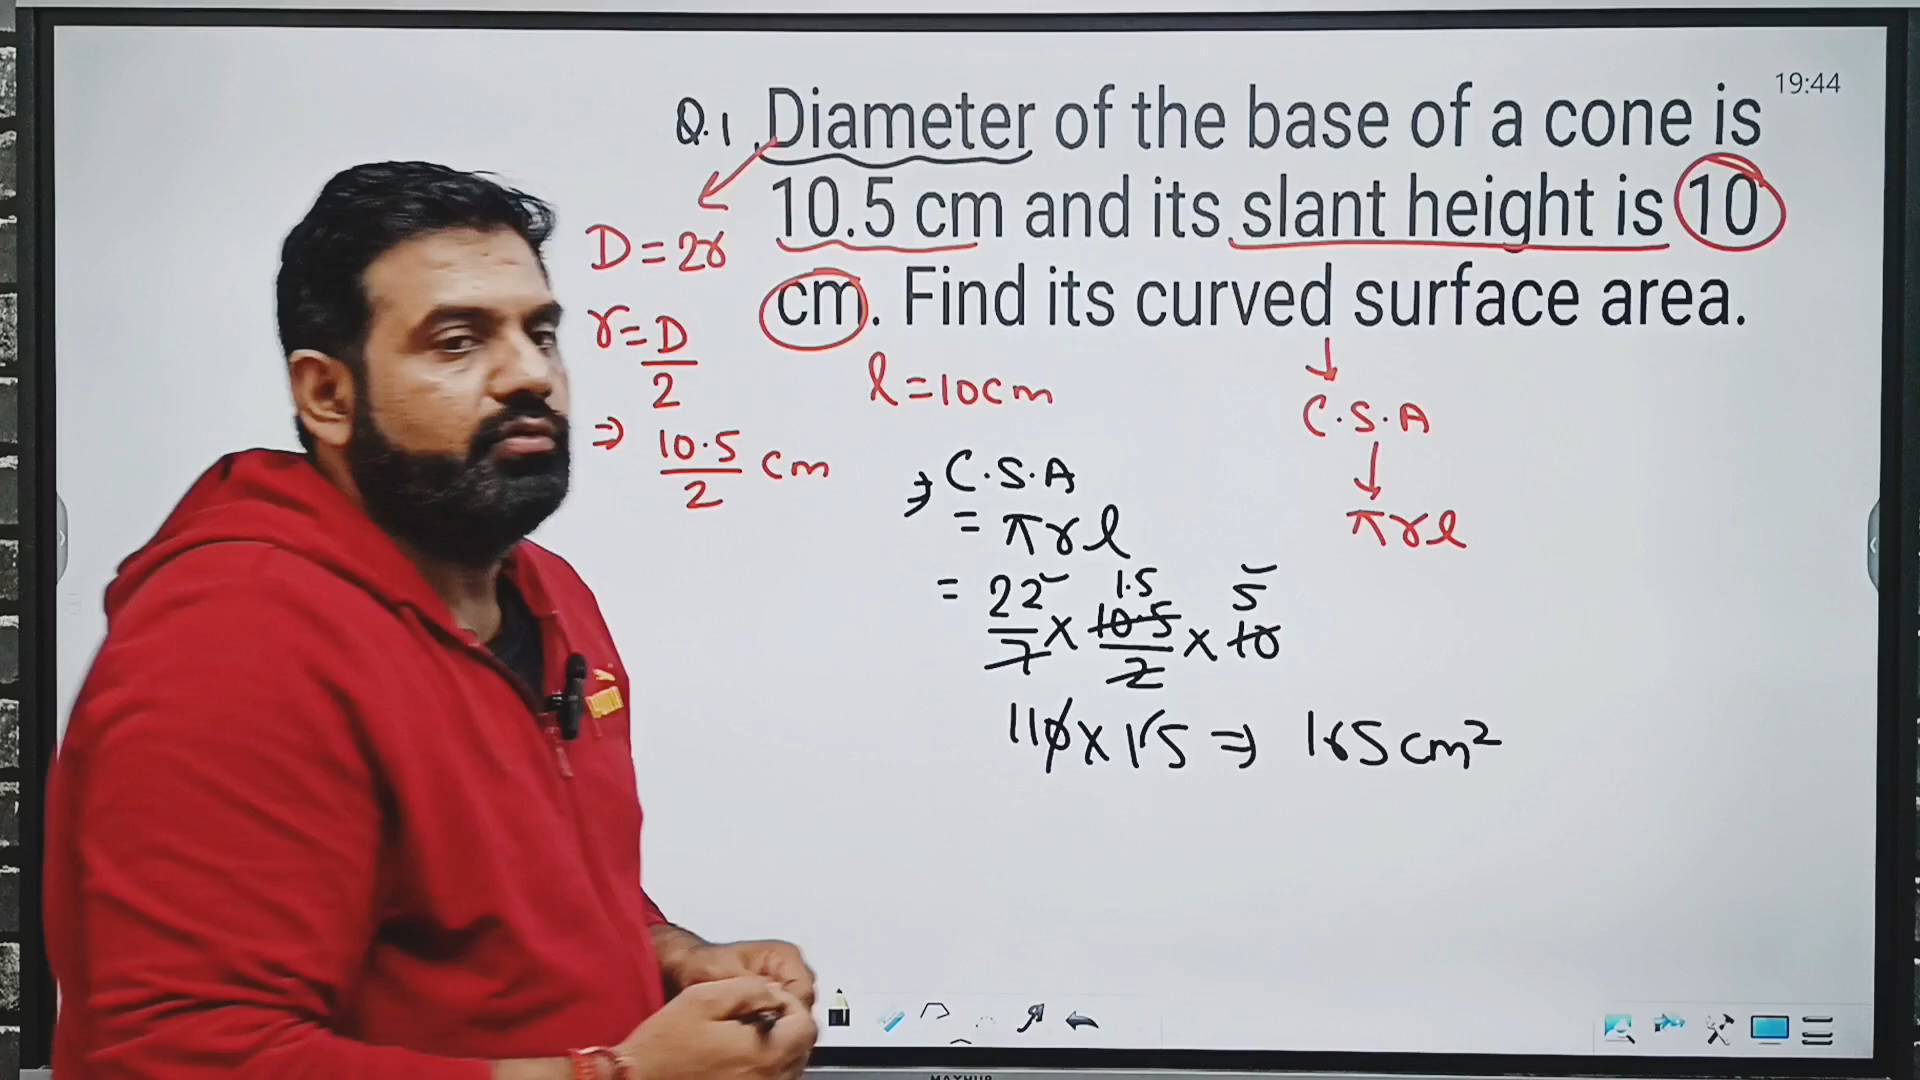 19:44
Q.1 Diameter of the base of a cone is
10.5 cm and its slant height is 10
cm. Find its curved surface area.
D = 2r
r = D/2
⇒ 10.5/2 cm
l = 10cm
C.S.A
πrl
⇒ C.S.A
= πrl
= 22/7 × 10.5/2 × 10
1.5
5
110 × 1.5 ⇒ 165 cm²
MAXHUB